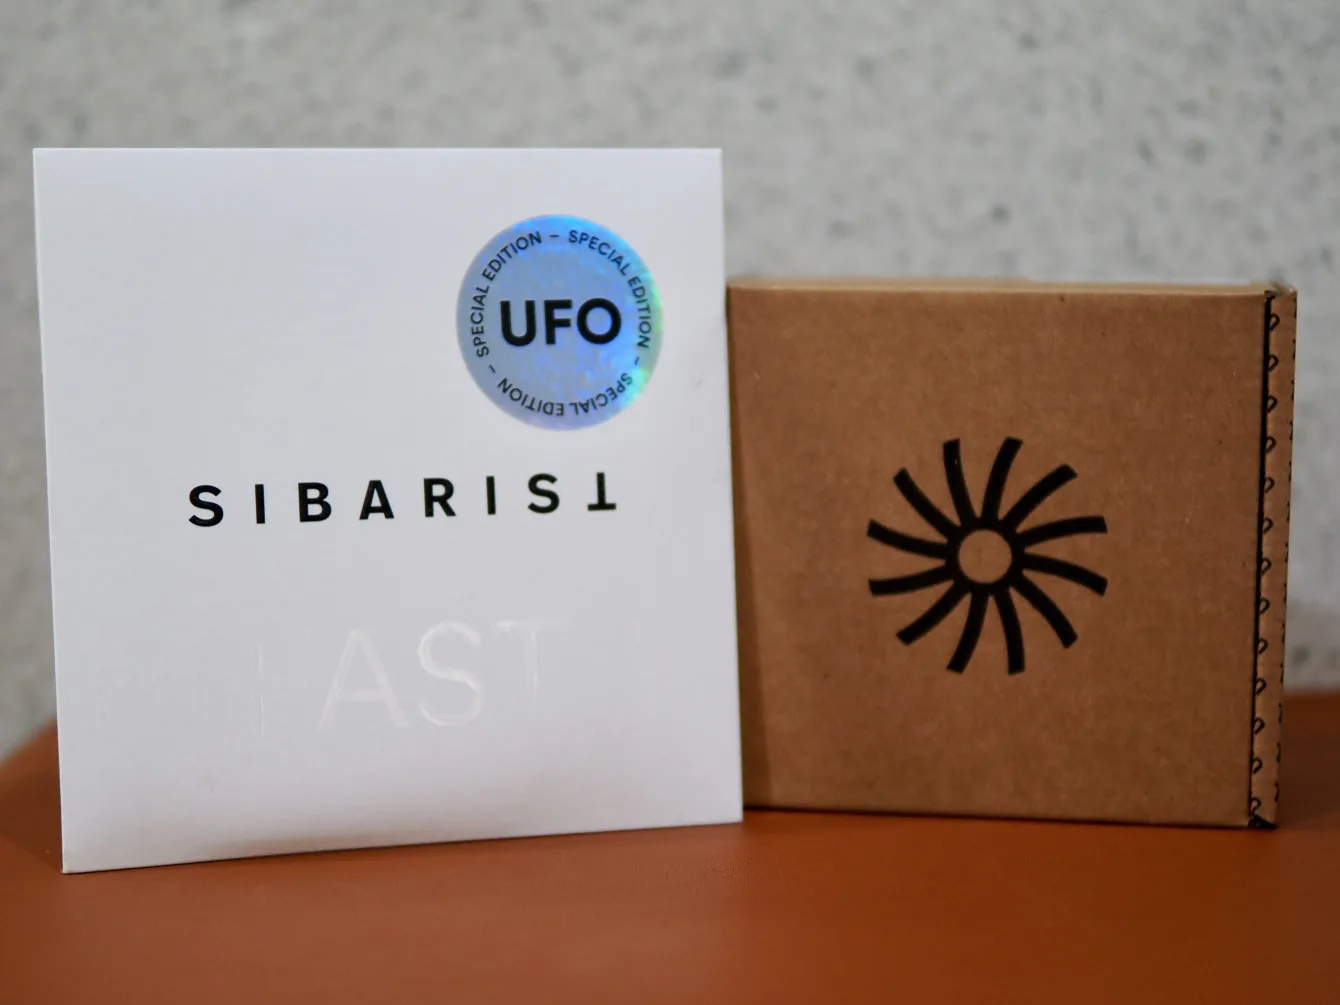 SPECIAL EDITION – SPECIAL EDITION – SPECIAL EDITION –
UFO
SIBARIST
FAST